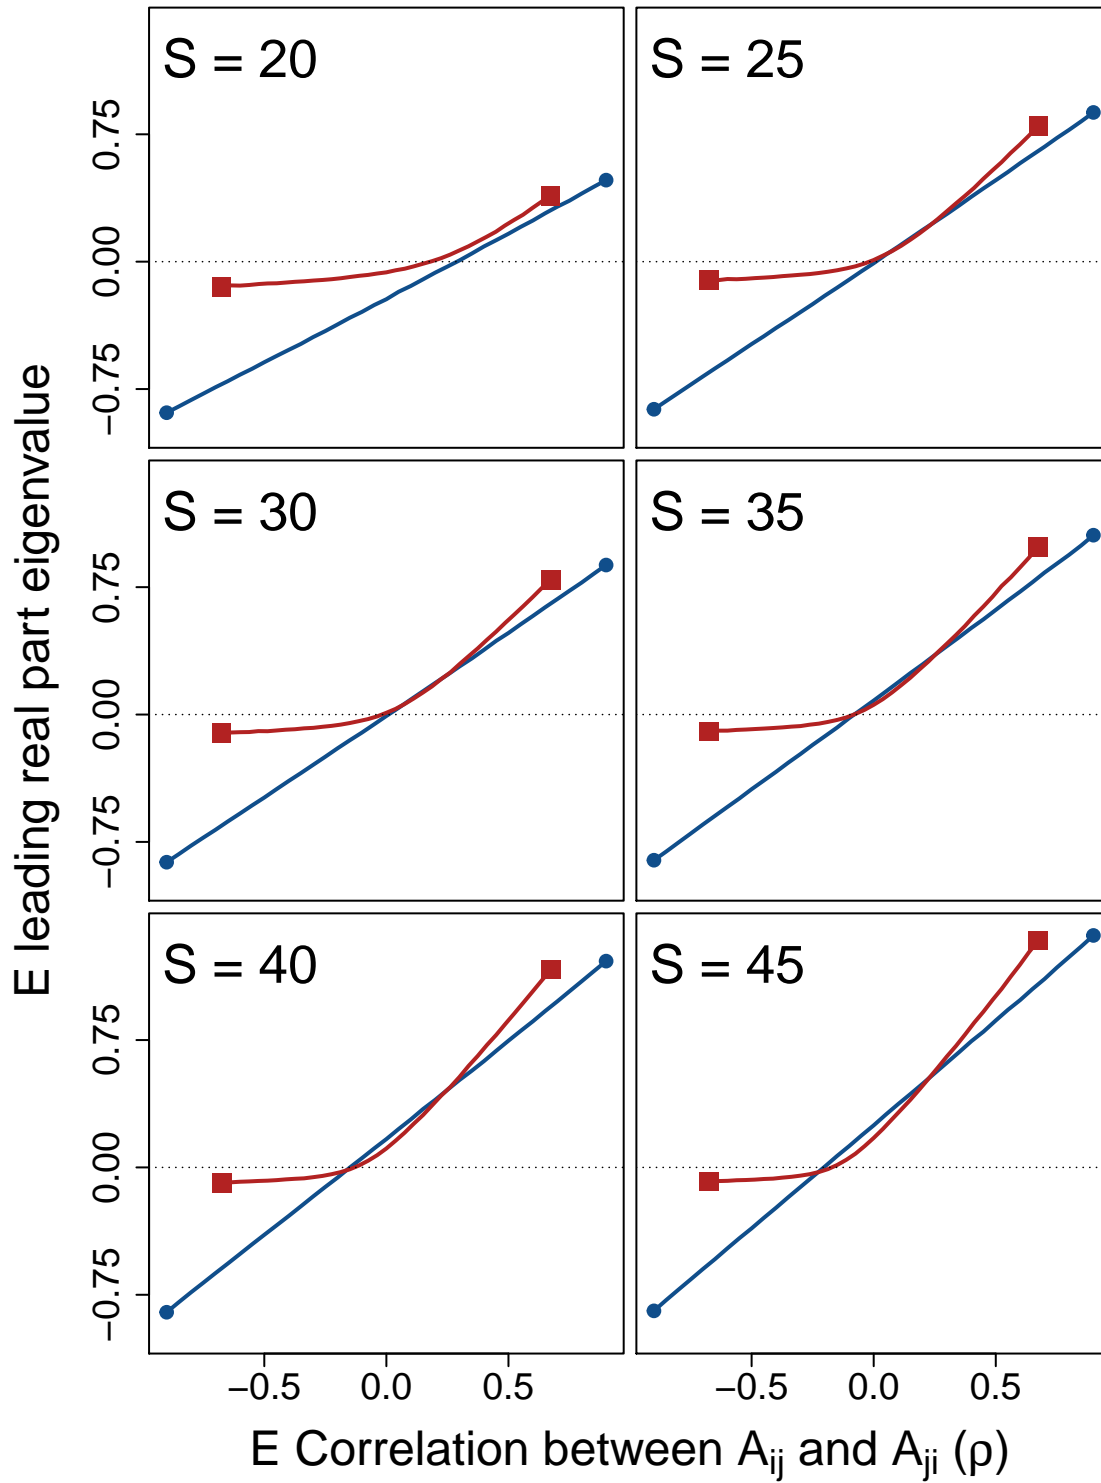 S = 20
S = 25
0.75
0.00
−0.75
S = 30
S = 35
0.75
0.00
−0.75
S = 40
S = 45
0.75
0.00
−0.75
−0.5 0.0 0.5
−0.5 0.0 0.5
E leading real part eigenvalue
E Correlation between Aij and Aji (ρ)